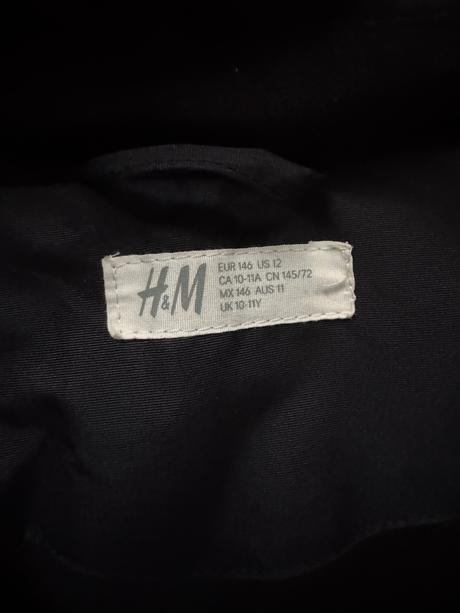 H&M
EUR 146 US 12
CA 10-11A CN 145/72
MX 146 AUS 11
UK 10-11Y